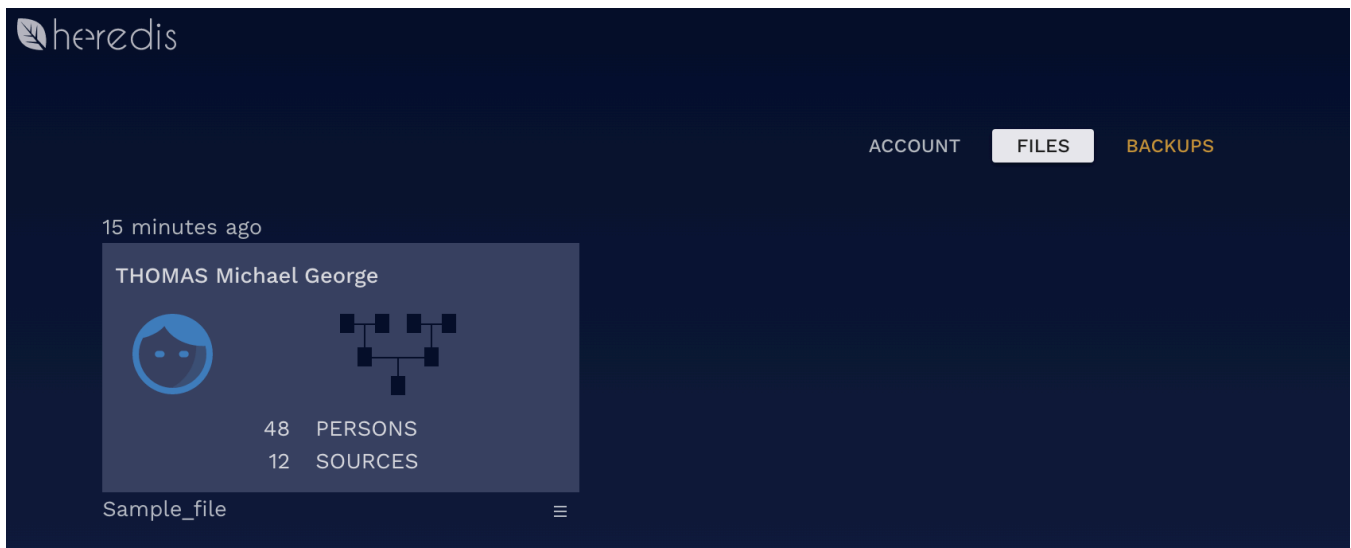 heredis
ACCOUNT FILES BACKUPS
15 minutes ago
THOMAS Michael George
48 PERSONS
12 SOURCES
Sample_file